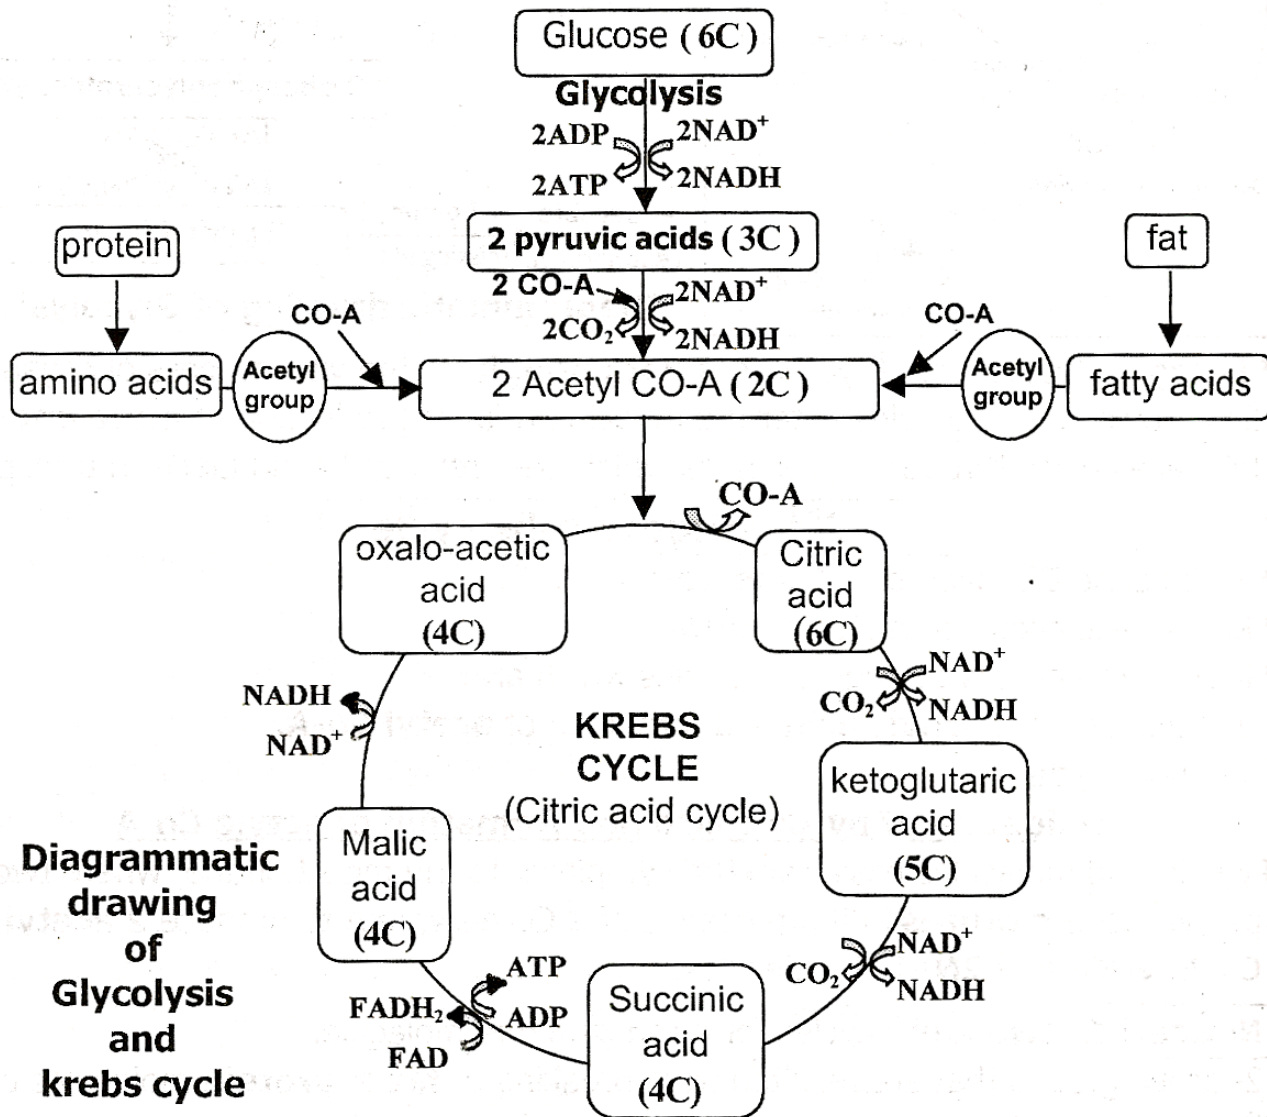 Glucose (6C)
Glycolysis
2ADP
2NAD⁺
2ATP
2NADH
2 pyruvic acids (3C)
protein
fat
2 CO-A
2NAD⁺
2CO₂
2NADH
CO-A
CO-A
amino acids
Acetyl
group
2 Acetyl CO-A (2C)
Acetyl
group
fatty acids
CO-A
oxalo-acetic
acid
(4C)
Citric
acid
(6C)
NAD⁺
CO₂
NADH
NADH
NAD⁺
KREBS
CYCLE
(Citric acid cycle)
ketoglutaric
acid
(5C)
Malic
acid
(4C)
NAD⁺
CO₂
NADH
ATP
FADH₂
ADP
FAD
Succinic
acid
(4C)
Diagrammatic
drawing
of
Glycolysis
and
krebs cycle